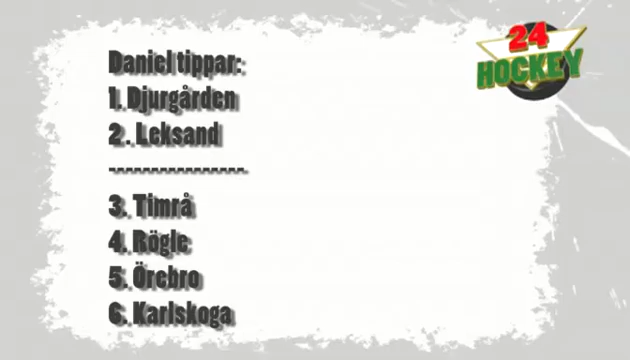 24
HOCKEY
Daniel tippar:
1. Djurgården
2. Leksand
----------------
3. Timrå
4. Rögle
5. Örebro
6. Karlskoga